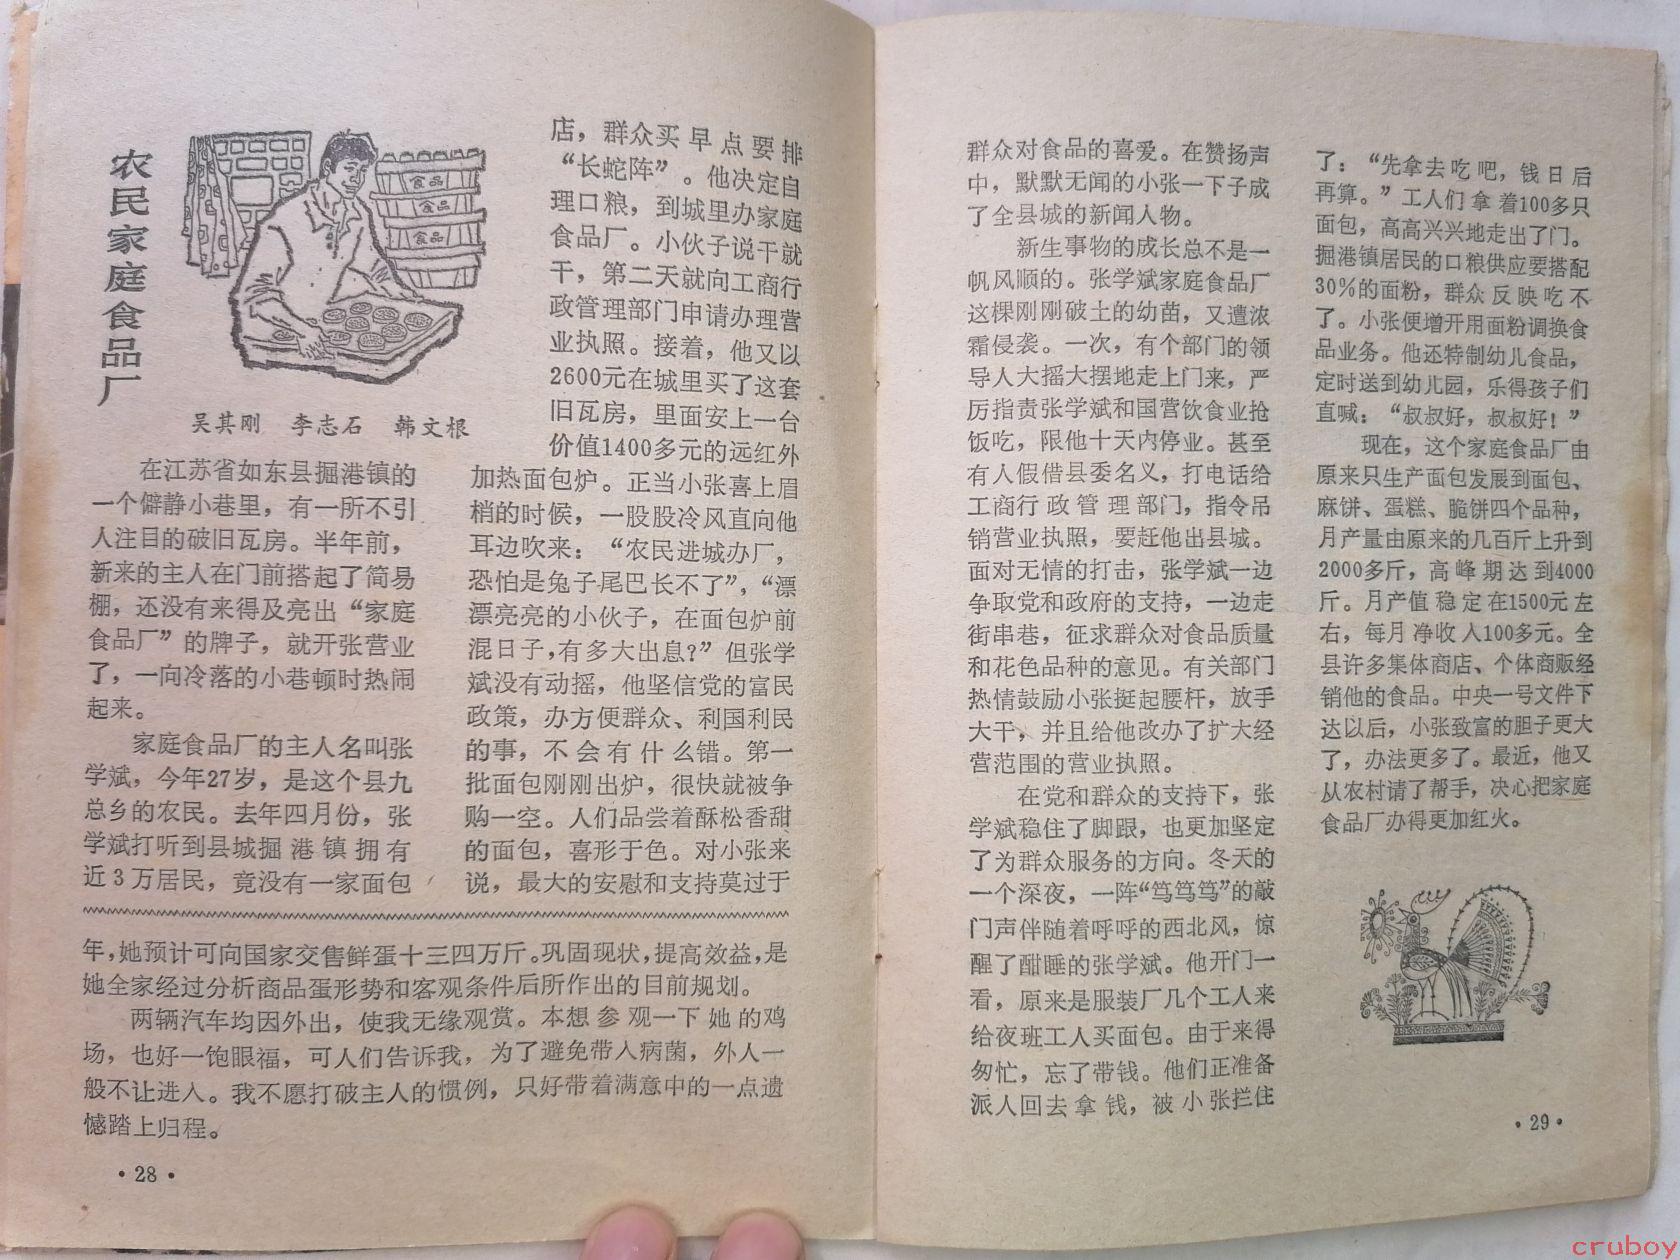 农民家庭食品厂
食品
食品
食品
吴其刚 李志石 韩文根
在江苏省如东县掘港镇的
一个僻静小巷里，有一所不引
人注目的破旧瓦房。半年前，
新来的主人在门前搭起了简易
棚，还没有来得及亮出“家庭
食品厂”的牌子，就开张营业
了，一向冷落的小巷顿时热闹
起来。
家庭食品厂的主人名叫张
学斌，今年27岁，是这个县九
总乡的农民。去年四月份，张
学斌打听到县城掘港镇拥有
近3万居民，竟没有一家面包
店，群众买早点要排
“长蛇阵”。他决定自
理口粮，到城里办家庭
食品厂。小伙子说干就
干，第二天就向工商行
政管理部门申请办理营
业执照。接着，他又以
2600元在城里买了这套
旧瓦房，里面安上一台
价值1400多元的远红外
加热面包炉。正当小张喜上眉
梢的时候，一股股冷风直向他
耳边吹来：“农民进城办厂，
恐怕是兔子尾巴长不了”，“漂
漂亮亮的小伙子，在面包炉前
混日子，有多大出息？”但张学
斌没有动摇，他坚信党的富民
政策，办方便群众、利国利民
的事，不会有什么错。第一
批面包刚刚出炉，很快就被争
购一空。人们品尝着酥松香甜
的面包，喜形于色。对小张来
说，最大的安慰和支持莫过于
年，她预计可向国家交售鲜蛋十三四万斤。巩固现状，提高效益，是
她全家经过分析商品蛋形势和客观条件后所作出的目前规划。
两辆汽车均因外出，使我无缘观赏。本想参观一下她的鸡
场，也好一饱眼福，可人们告诉我，为了避免带入病菌，外人一
般不让进入。我不愿打破主人的惯例，只好带着满意中的一点遗
憾踏上归程。
·28·
群众对食品的喜爱。在赞扬声
中，默默无闻的小张一下子成
了全县城的新闻人物。
新生事物的成长总不是一
帆风顺的。张学斌家庭食品厂
这棵刚刚破土的幼苗，又遭浓
霜侵袭。一次，有个部门的领
导人大摇大摆地走上门来，严
厉指责张学斌和国营饮食业抢
饭吃，限他十天内停业。甚至
有人假借县委名义，打电话给
工商行政管理部门，指令吊
销营业执照，要赶他出县城。
面对无情的打击，张学斌一边
争取党和政府的支持，一边走
街串巷，征求群众对食品质量
和花色品种的意见。有关部门
热情鼓励小张挺起腰杆，放手
大干，并且给他改办了扩大经
营范围的营业执照。
在党和群众的支持下，张
学斌稳住了脚跟，也更加坚定
了为群众服务的方向。冬天的
一个深夜，一阵“笃笃笃”的敲
门声伴随着呼呼的西北风，惊
醒了酣睡的张学斌。他开门一
看，原来是服装厂几个工人来
给夜班工人买面包。由于来得
匆忙，忘了带钱。他们正准备
派人回去拿钱，被小张拦住
了：“先拿去吃吧，钱日后
再算。”工人们拿着100多只
面包，高高兴兴地走出了门。
掘港镇居民的口粮供应要搭配
30%的面粉，群众反映吃不
了。小张便增开用面粉调换食
品业务。他还特制幼儿食品，
定时送到幼儿园，乐得孩子们
直喊：“叔叔好，叔叔好！”
现在，这个家庭食品厂由
原来只生产面包发展到面包、
麻饼、蛋糕、脆饼四个品种，
月产量由原来的几百斤上升到
2000多斤，高峰期达到4000
斤。月产值稳定在1500元左
右，每月净收入100多元。全
县许多集体商店、个体商贩经
销他的食品。中央一号文件下
达以后，小张致富的胆子更大
了，办法更多了。最近，他又
从农村请了帮手，决心把家庭
食品厂办得更加红火。
·29·
cruboy